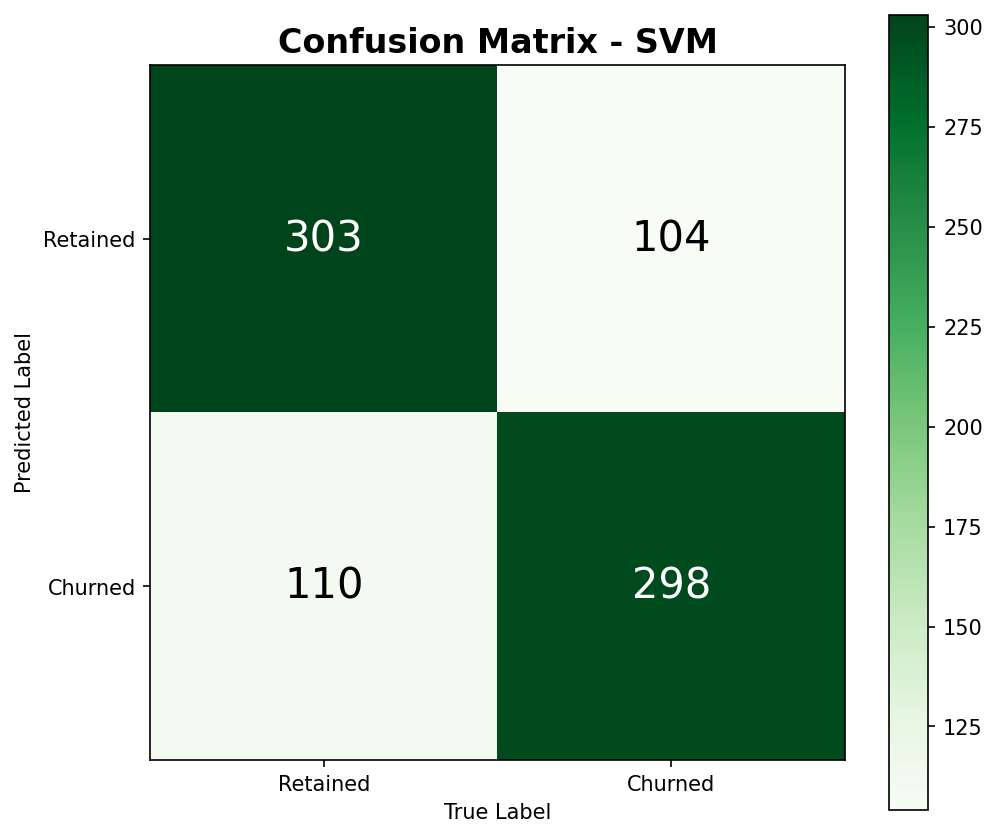 Confusion Matrix - SVM
Retained
303
104
Churned
110
298
Predicted Label
Retained
Churned
True Label
300
275
250
225
200
175
150
125